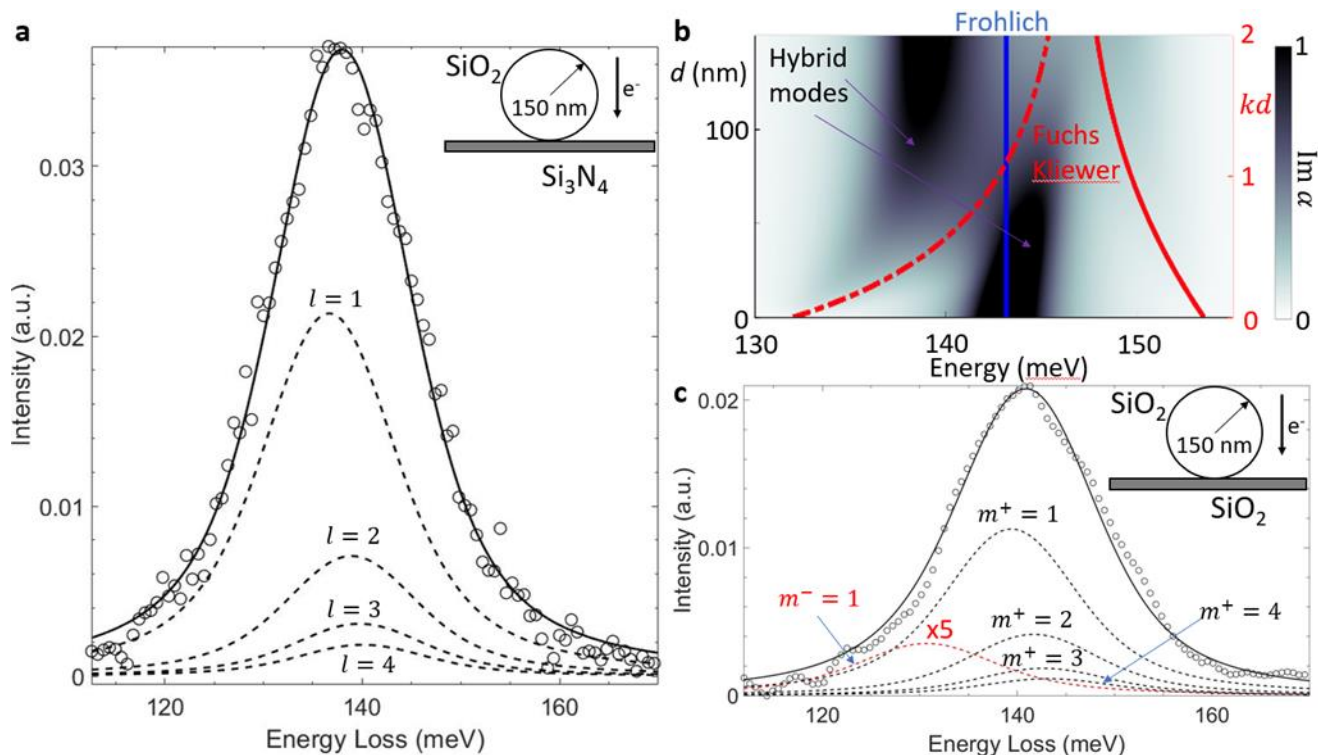 a
SiO2
150 nm
e-
Si3N4
l = 1
l = 2
l = 3
l = 4
0.03
0.02
0.01
0
Intensity (a.u.)
120
140
160
Energy Loss (meV)
b
Frohlich
d (nm)
Hybrid
modes
Fuchs
Kliewer
100
0
130
140
150
Energy (meV)
2
kd
1
0
1
Im α
0
c
SiO2
150 nm
e-
SiO2
m+ = 1
m- = 1
x5
m+ = 2
m+ = 3
m+ = 4
0.02
0.01
0
Intensity (a.u.)
120
140
160
Energy Loss (meV)